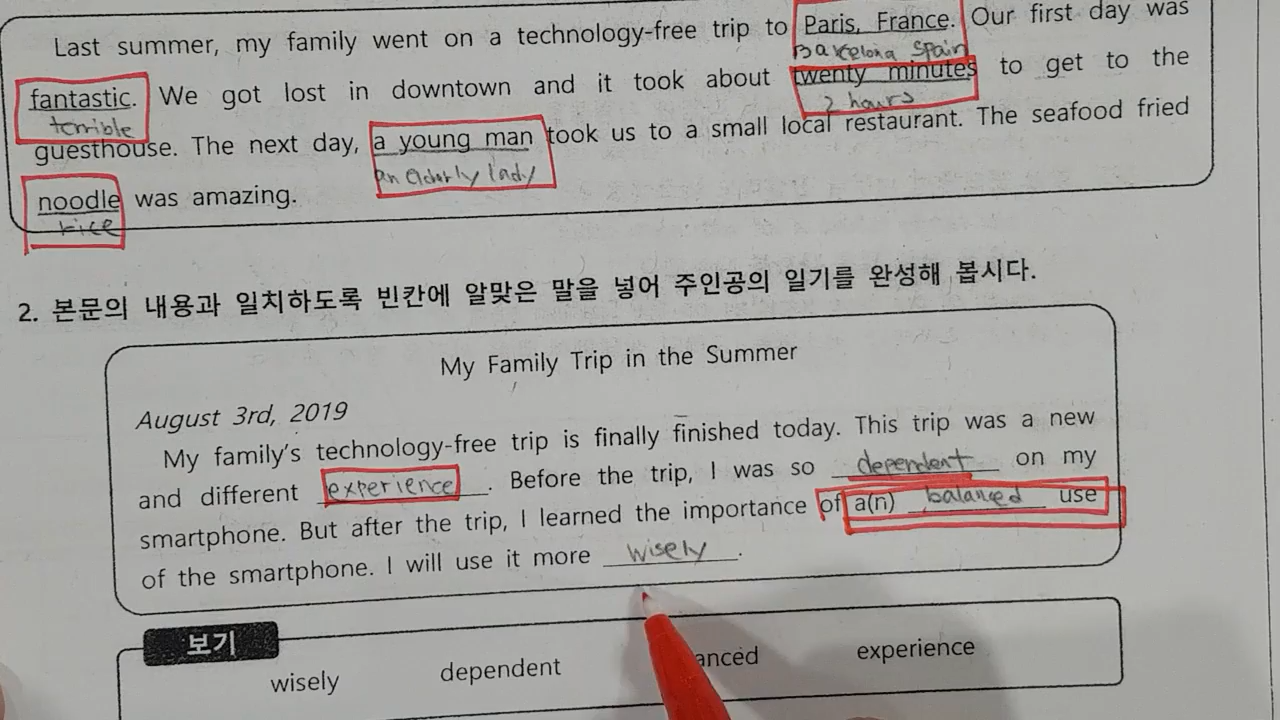 Last summer, my family went on a technology-free trip to Paris, France. Our first day was
Barcelona Spain
fantastic. We got lost in downtown and it took about twenty minutes to get to the
terrible
2 hours
guesthouse. The next day, a young man took us to a small local restaurant. The seafood fried
an elderly lady
noodle was amazing.
rice
2. 본문의 내용과 일치하도록 빈칸에 알맞은 말을 넣어 주인공의 일기를 완성해 봅시다.
My Family Trip in the Summer
August 3rd, 2019
My family's technology-free trip is finally finished today. This trip was a new
and different experience. Before the trip, I was so dependent on my
smartphone. But after the trip, I learned the importance of a(n) balanced use
of the smartphone. I will use it more wisely.
보기
wisely dependent anced experience